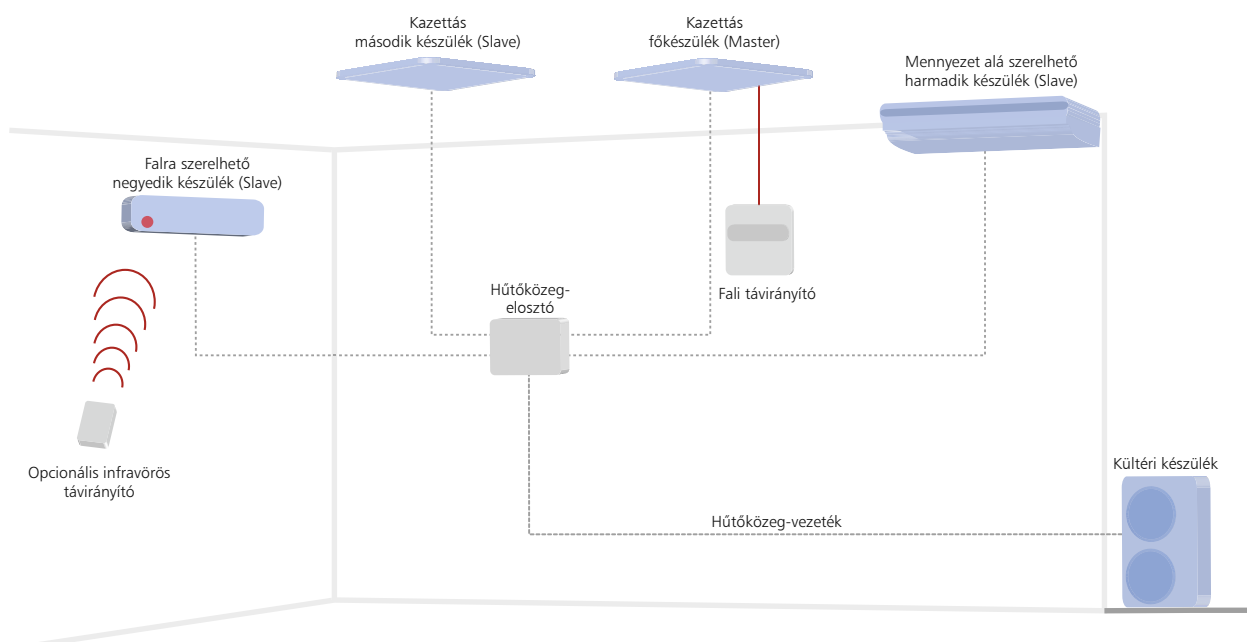 Kazettás
második készülék (Slave)
Kazettás
főkészülék (Master)
Mennyezet alá szerelhető
harmadik készülék (Slave)
Falra szerelhető
negyedik készülék (Slave)
Hűtőközeg-
elosztó
Fali távirányító
Opcionális infravörös
távirányító
Kültéri készülék
Hűtőközeg-vezeték